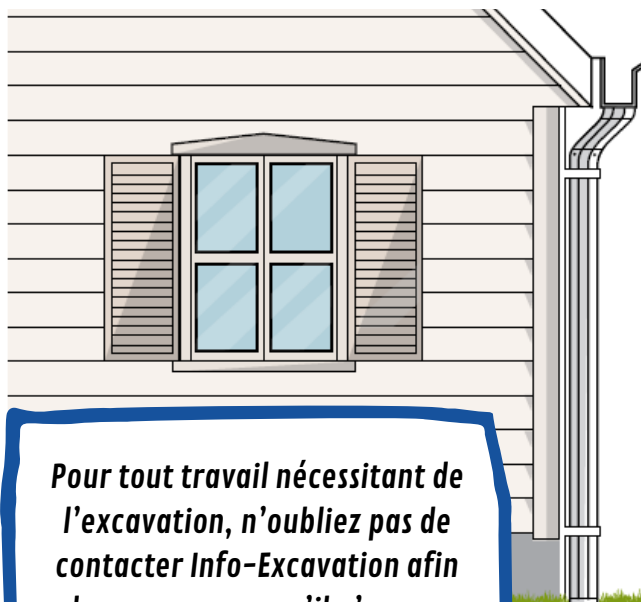 Pour tout travail nécessitant de
l'excavation, n'oubliez pas de
contacter Info-Excavation afin